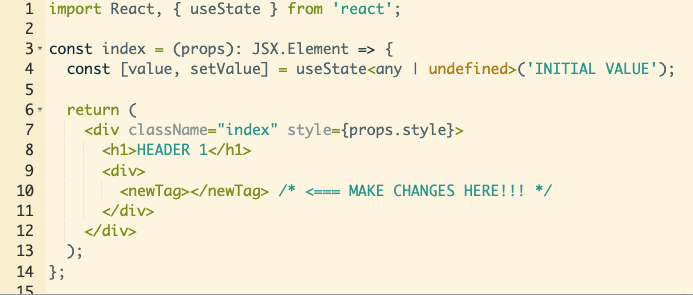 1 import React, { useState } from 'react';
2
3 const index = (props): JSX.Element => {
4 const [value, setValue] = useState<any | undefined>('INITIAL VALUE');
5
6 return (
7 <div className="index" style={props.style}>
8 <h1>HEADER 1</h1>
9 <div>
10 <newTag></newTag> /* <=== MAKE CHANGES HERE!!! */
11 </div>
12 </div>
13 );
14 };
15